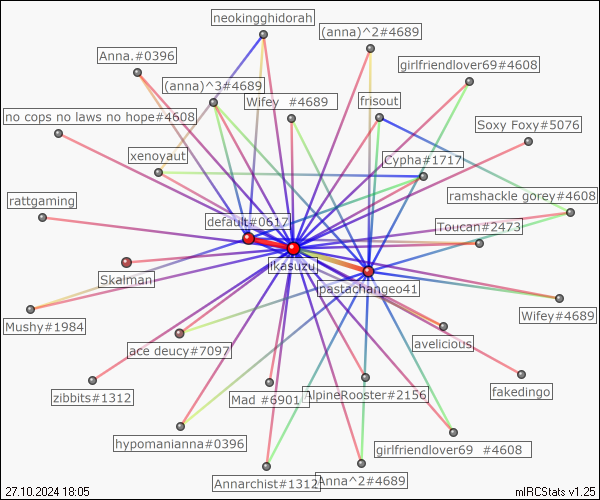 neokingghidorah
(anna)^2#4689
Anna.#0396
girlfriendlover69#4608
(anna)^3#4689
Wifey #4689
frisout
no cops no laws no hope#4608
Soxy Foxy#5076
xenoyaut
Cypha#1717
rattgaming
ramshackle gorey#4608
default#0617
Toucan#2473
ikasuzu
Skalman
pastachangeo41
Mushy#1984
Wifey#4689
avelicious
ace deucy#7097
fakedingo
zibbits#1312
Mad #6901
AlpineRooster#2156
hypomanianna#0396
girlfriendlover69 #4608
Annarchist#1312
Anna^2#4689
27.10.2024 18:05
mIRCStats v1.25